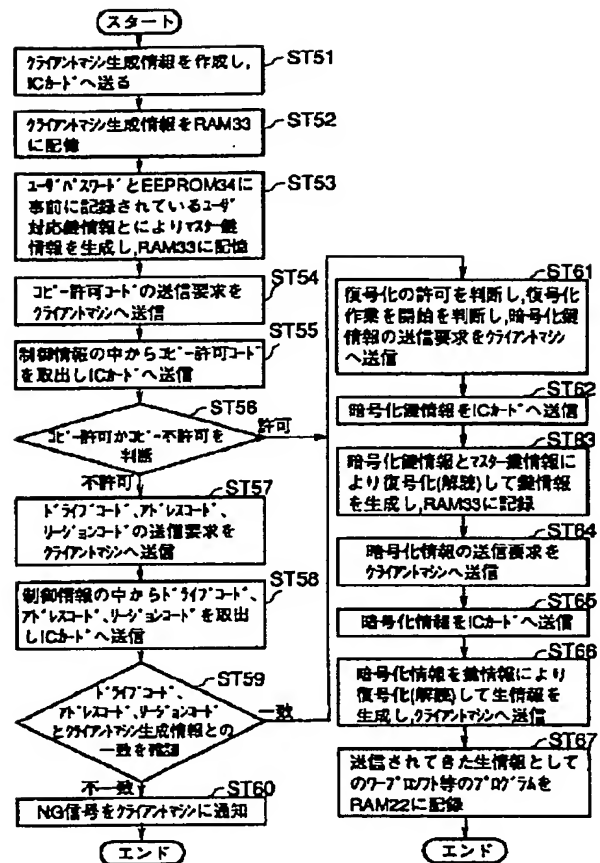 スタート
クライアントマシン生成情報を作成し,
ICカードへ送る
ST51
クライアントマシン生成情報をRAM33
に記憶
ST52
ユーザパスワードとEEPROM34に
事前に記録されているユーザ
対応鍵情報とによりマスター鍵
情報を生成し,RAM33に記憶
ST53
コピー許可コードの送信要求を
クライアントマシンへ送信
ST54
制御情報の中からコピー許可コード
を取出しICカードへ送信
ST55
コピー許可かコピー不許可を
判断
ST56
許可
不許可
ドライブコード、アドレスコード、
リージョンコードの送信要求を
クライアントマシンへ送信
ST57
制御情報の中からドライブコード、
アドレスコード、リージョンコードを取出
しICカードへ送信
ST58
ドライブコード、
アドレスコード、リージョンコード
とクライアントマシン生成情報との
一致を確認
ST59
一致
不一致
NG信号をクライアントマシンに通知
ST60
エンド
復号化の許可を判断し,復号化
作業を開始を判断し,暗号化鍵
情報の送信要求をクライアントマシン
へ送信
ST61
暗号化鍵情報をICカードへ送信
ST62
暗号化鍵情報とマスター鍵情報に
より復号化(解読)して鍵情報
を生成し,RAM33に記録
ST63
暗号化情報の送信要求を
クライアントマシンへ送信
ST64
暗号化情報をICカードへ送信
ST65
暗号化情報を鍵情報により
復号化(解読)して生情報を
生成し,クライアントマシンへ送信
ST66
送信されてきた生情報として
のワープロソフト等のプログラムを
RAM22に記録
ST67
エンド